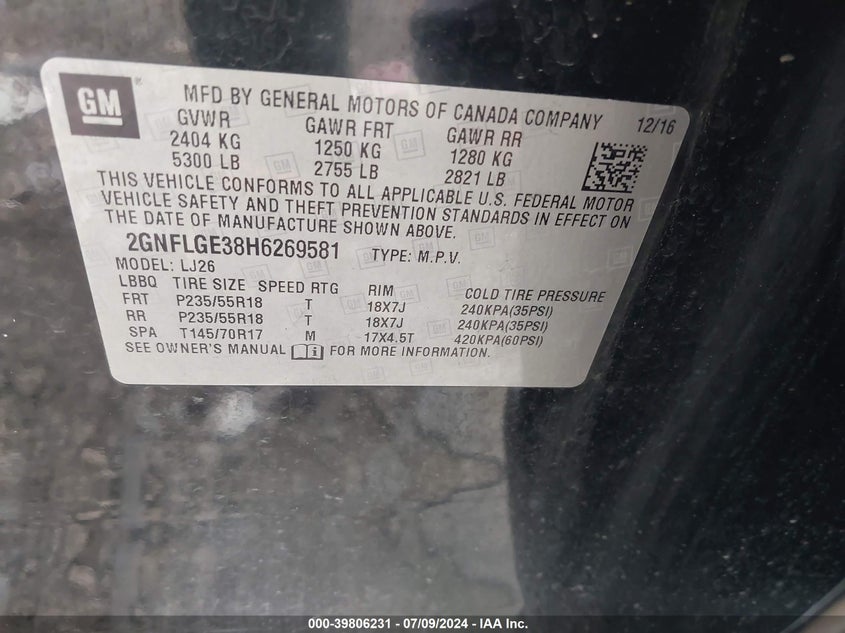 GM ®
MFD BY GENERAL MOTORS OF CANADA COMPANY
12/16
GVWR GAWR FRT GAWR RR
2404 KG 1250 KG 1280 KG
5300 LB 2755 LB 2821 LB
THIS VEHICLE CONFORMS TO ALL APPLICABLE U.S. FEDERAL MOTOR
VEHICLE SAFETY AND THEFT PREVENTION STANDARDS IN EFFECT ON
THE DATE OF MANUFACTURE SHOWN ABOVE.
2GNFLGE38H6269581 TYPE: M.P.V.
MODEL: LJ26
LBBQ TIRE SIZE SPEED RTG RIM COLD TIRE PRESSURE
FRT P235/55R18 T 18X7J 240KPA(35PSI)
RR P235/55R18 T 18X7J 240KPA(35PSI)
SPA T145/70R17 M 17X4.5T 420KPA(60PSI)
SEE OWNER'S MANUAL FOR MORE INFORMATION.
000-39806231 - 07/09/2024 - IAA Inc.